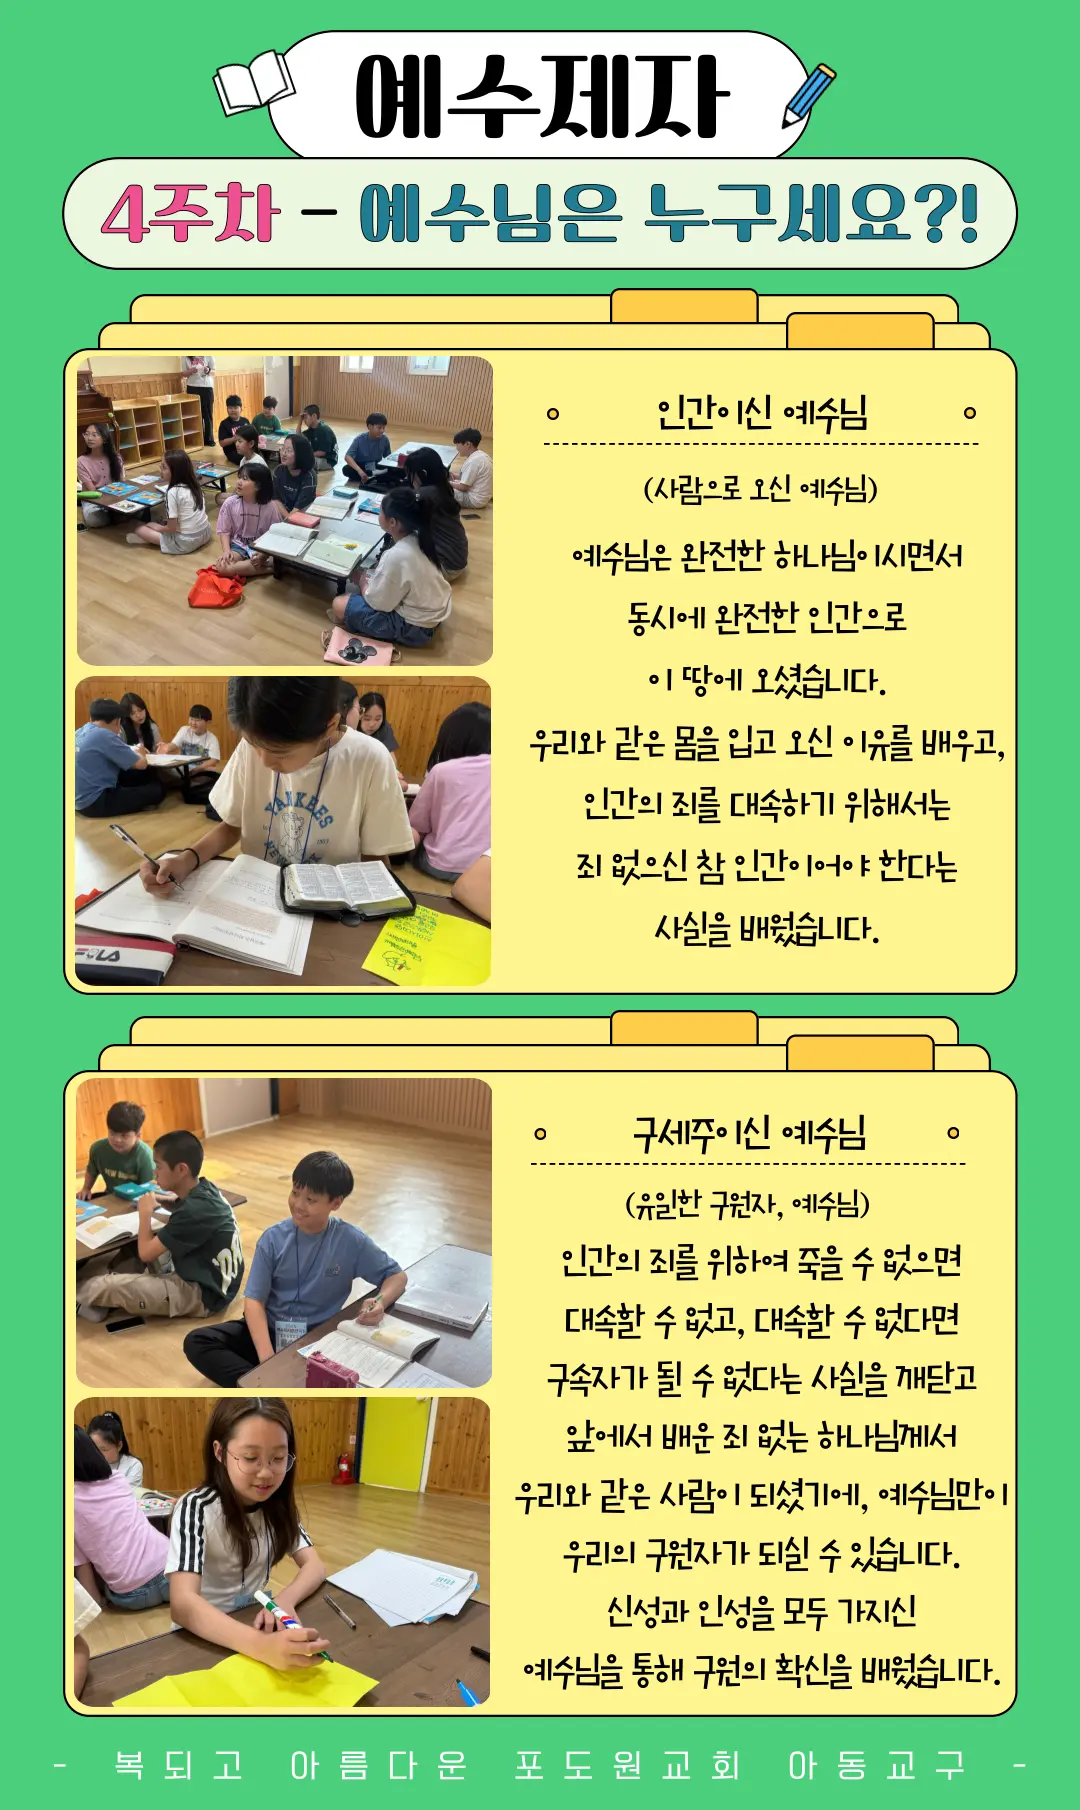 예수제자
4주차 - 예수님은 누구세요?!
인간이신 예수님
(사람으로 오신 예수님)
예수님은 완전한 하나님이시면서
동시에 완전한 인간으로
이 땅에 오셨습니다.
우리와 같은 몸을 입고 오신 이유를 배우고,
인간의 죄를 대속하기 위해서는
죄 없으신 참 인간이어야 한다는
사실을 배웠습니다.
YANKEES
NEW
FILA
구세주이신 예수님
(유일한 구원자, 예수님)
인간의 죄를 위하여 죽을 수 없으면
대속할 수 없고, 대속할 수 없다면
구속자가 될 수 없다는 사실을 깨닫고
앞에서 배운 죄 없는 하나님께서
우리와 같은 사람이 되셨기에, 예수님만이
우리의 구원자가 되실 수 있습니다.
신성과 인성을 모두 가지신
예수님을 통해 구원의 확신을 배웠습니다.
- 복되고 아름다운 포도원교회 아동교구 -